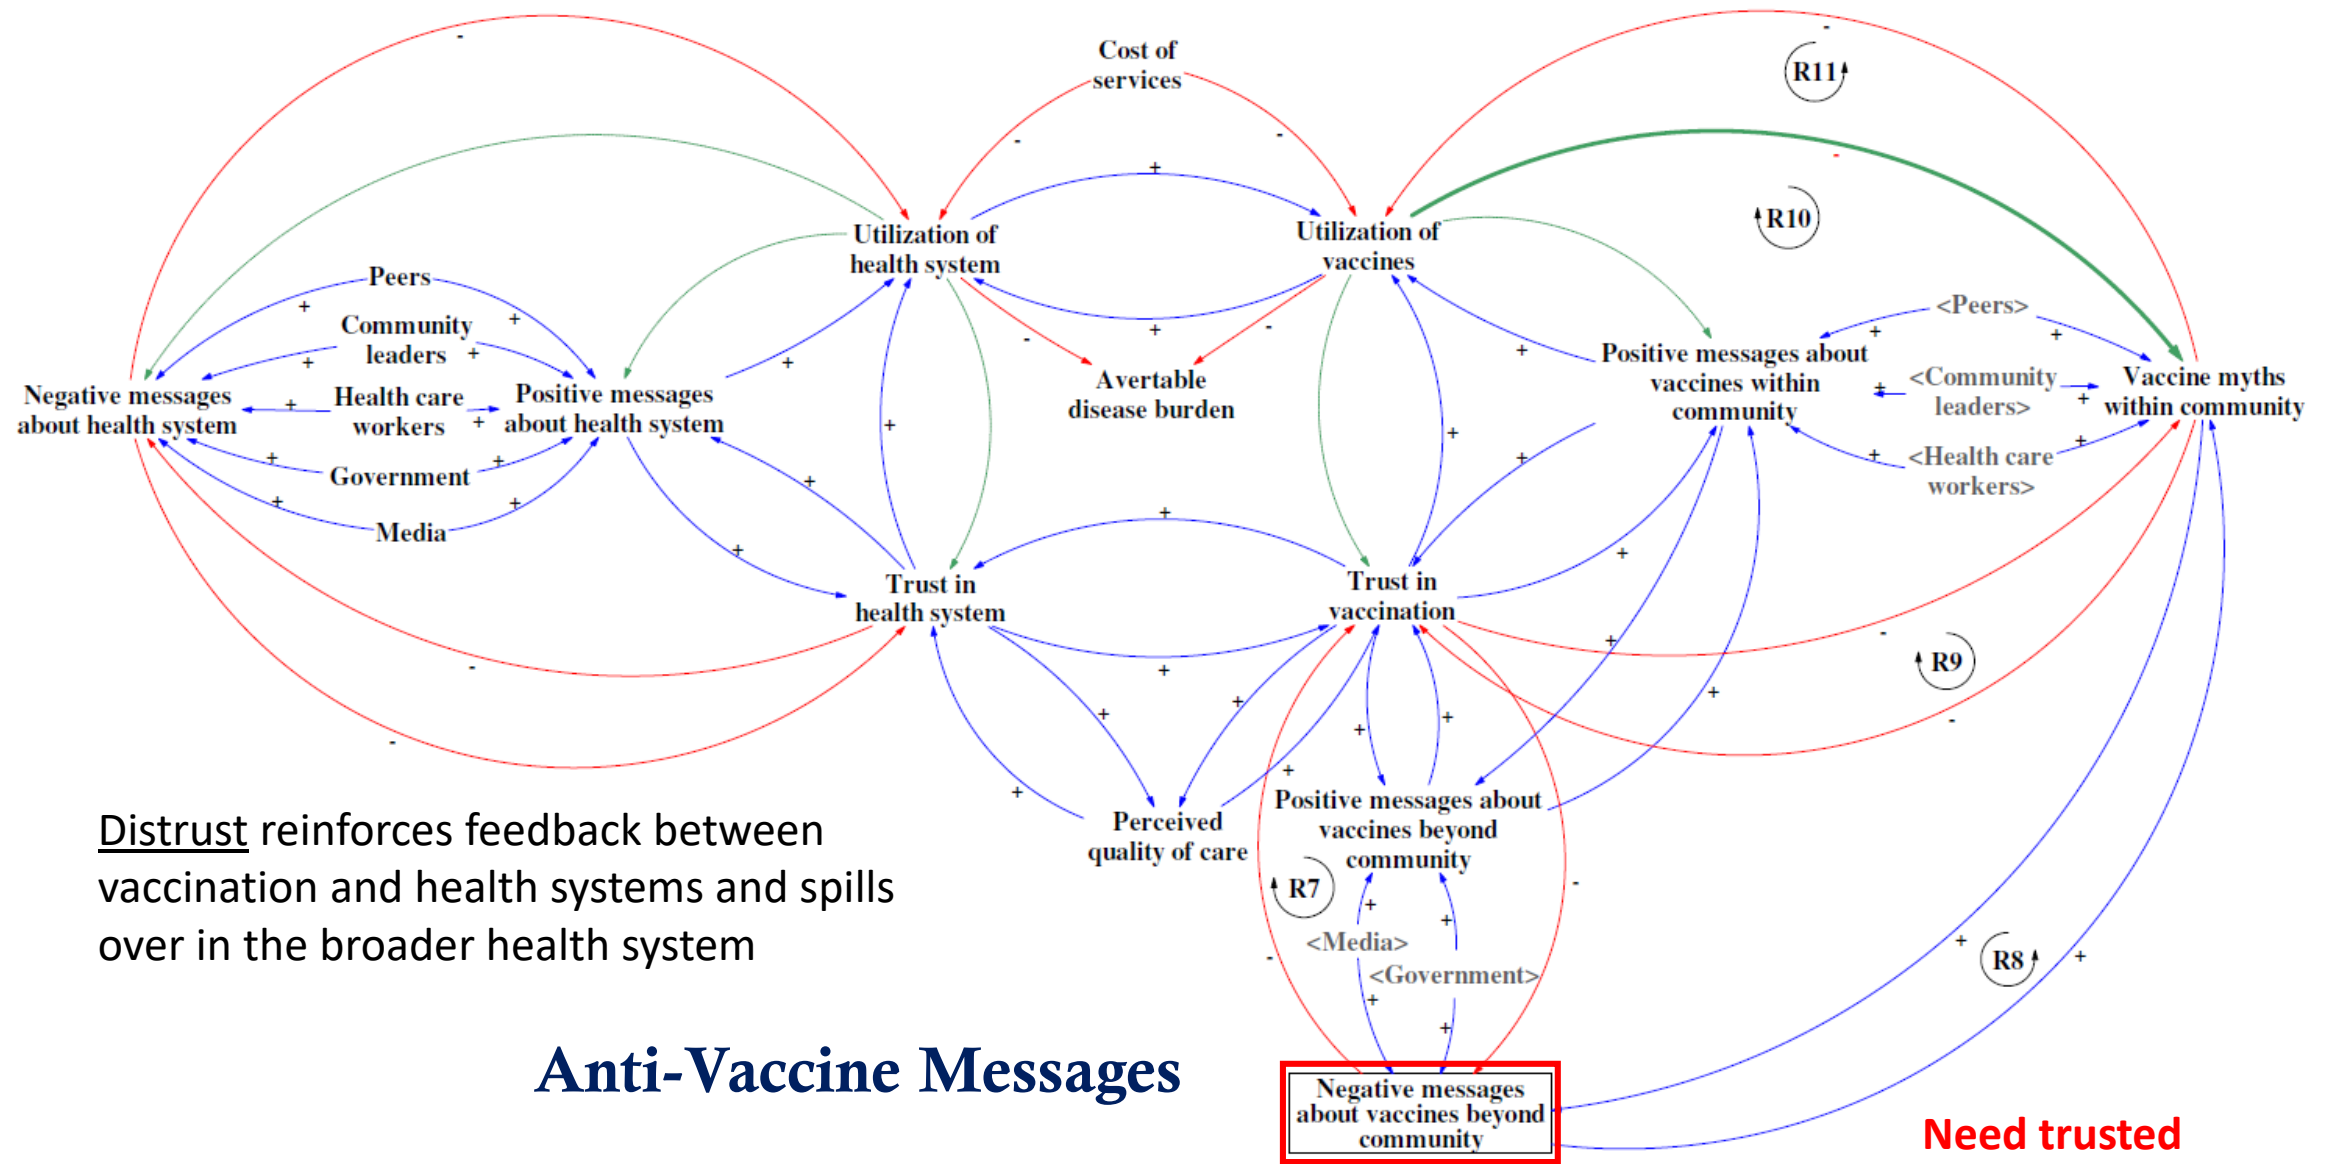 Cost of
services
R11
R10
Utilization of
health system
Utilization of
vaccines
Peers
Community
leaders
Health care
workers
Government
Media
Negative messages
about health system
Positive messages
about health system
Avertable
disease burden
Positive messages about
vaccines within
community
<Peers>
<Community
leaders>
<Health care
workers>
Vaccine myths
within community
Trust in
health system
Trust in
vaccination
R9
Perceived
quality of care
Positive messages about
vaccines beyond
community
R7
<Media>
<Government>
R8
Distrust reinforces feedback between
vaccination and health systems and spills
over in the broader health system
Anti-Vaccine Messages
Negative messages
about vaccines beyond
community
Need trusted